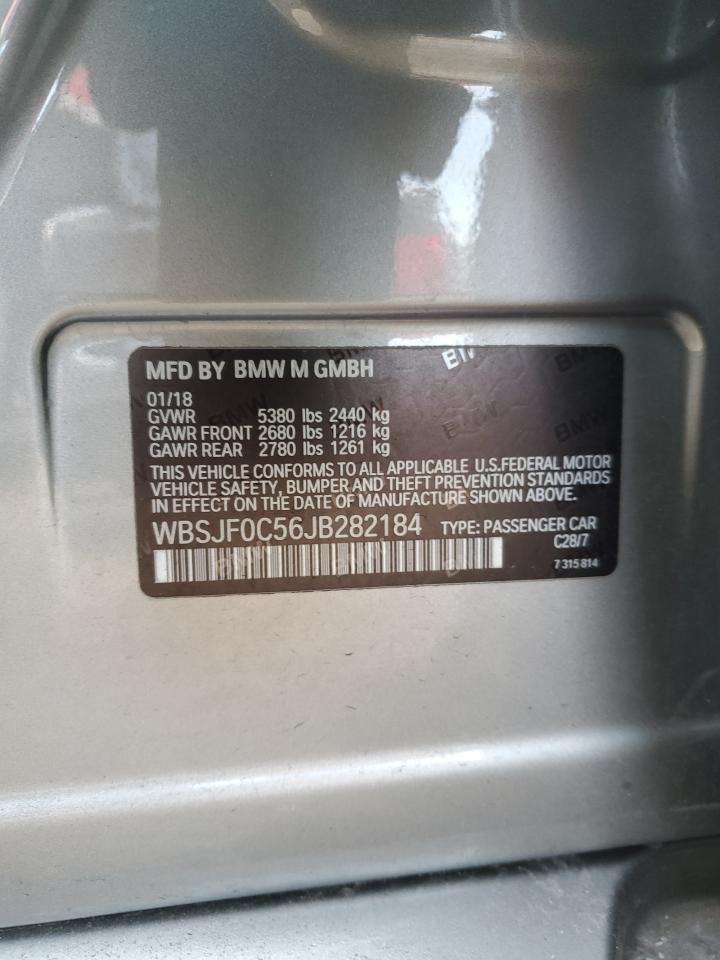 MFD BY BMW M GMBH
01/18
GVWR 5380 lbs 2440 kg
GAWR FRONT 2680 lbs 1216 kg
GAWR REAR 2780 lbs 1261 kg
THIS VEHICLE CONFORMS TO ALL APPLICABLE U.S.FEDERAL MOTOR
VEHICLE SAFETY, BUMPER AND THEFT PREVENTION STANDARDS
IN EFFECT ON THE DATE OF MANUFACTURE SHOWN ABOVE.
WBSJF0C56JB282184 TYPE: PASSENGER CAR
C28/7
7 315 814